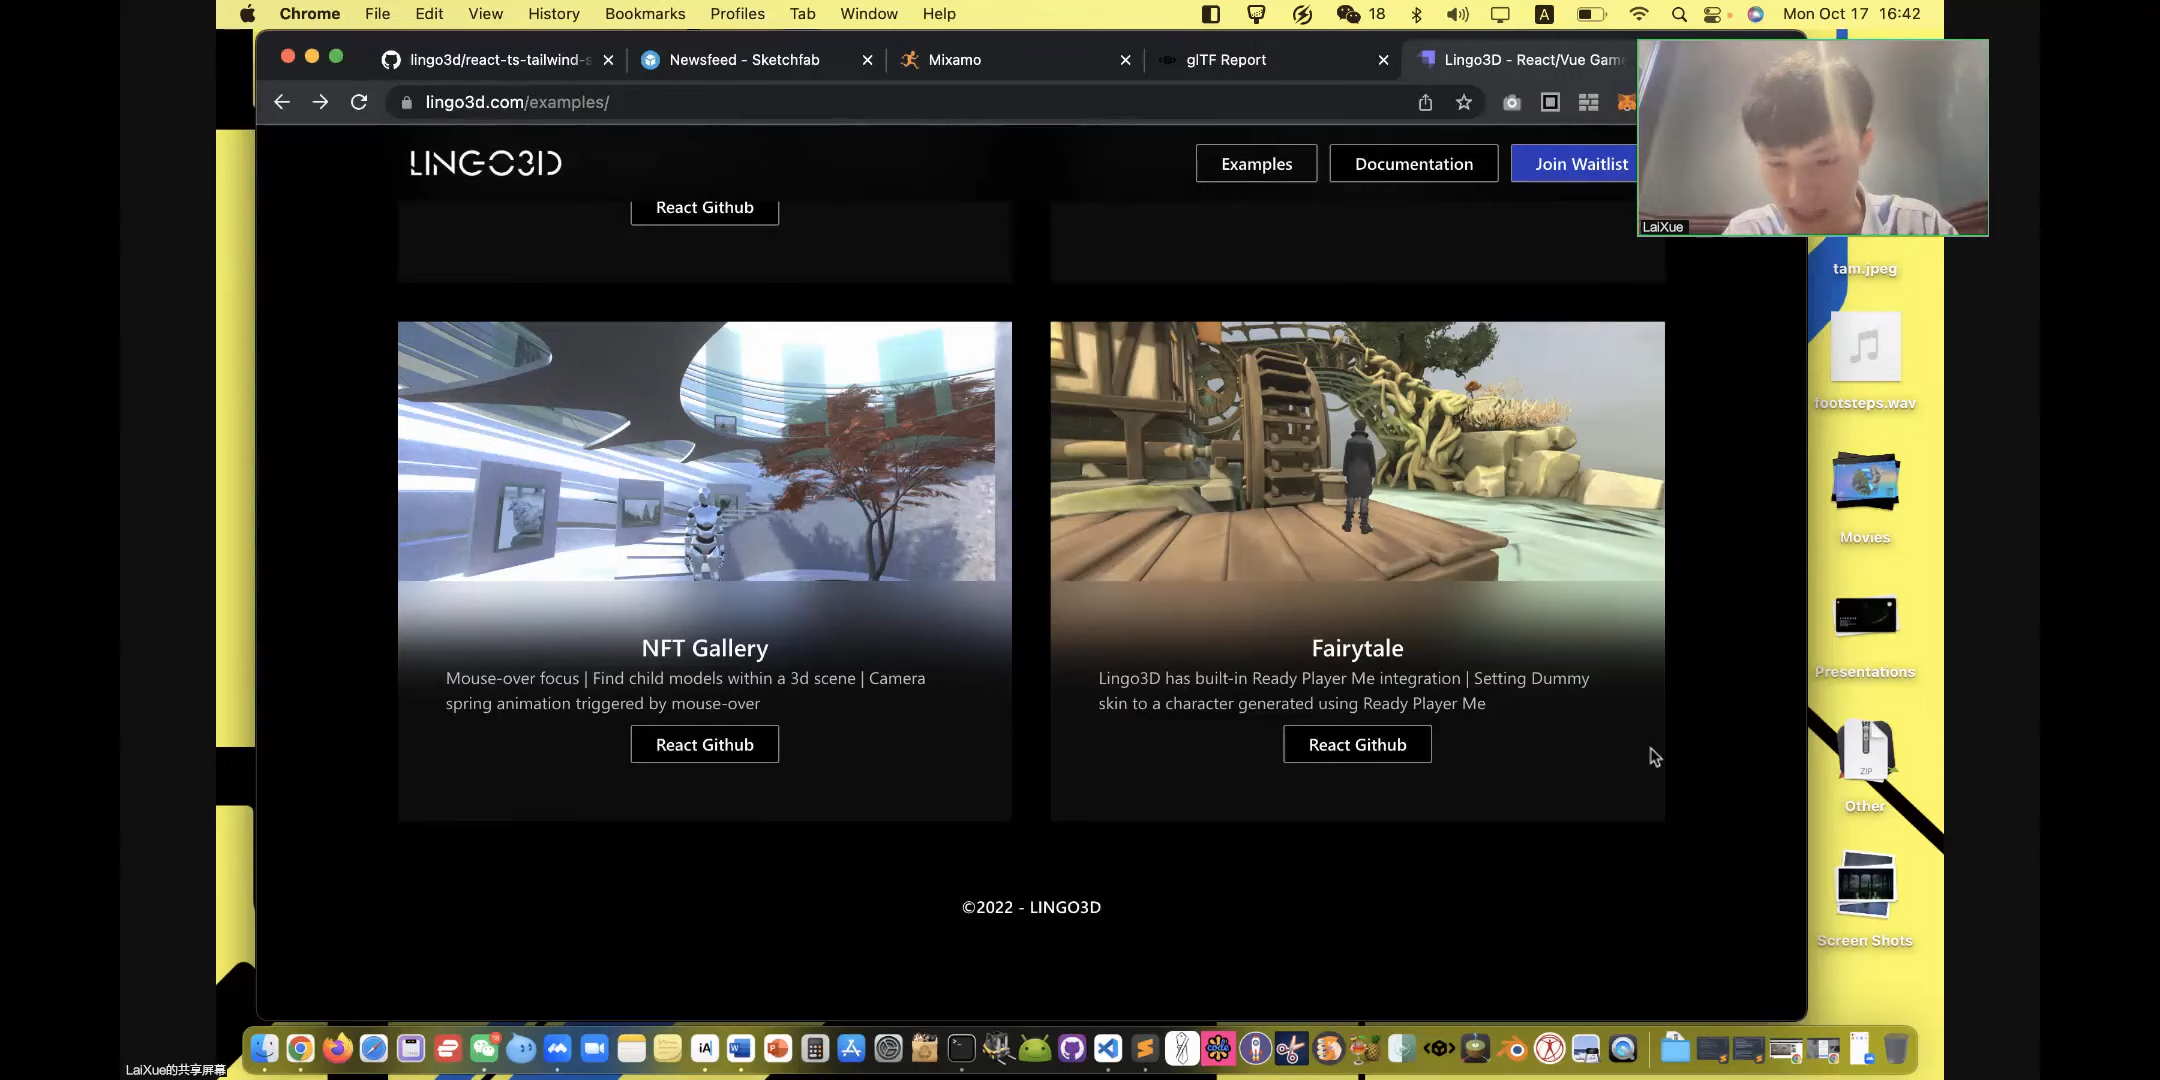 Chrome File Edit View History Bookmarks Profiles Tab Window Help 18 A Mon Oct 17 16:42
lingo3d/react-ts-tailwind-s Newsfeed - Sketchfab Mixamo glTF Report Lingo3D - React/Vue Game
lingo3d.com/examples/
LINGO3D Examples Documentation Join Waitlist
React Github
LaiXue
tam.jpeg
footsteps.wav
Movies
Presentations
ZIP
Other
Screen Shots
NFT Gallery
Mouse-over focus | Find child models within a 3d scene | Camera
spring animation triggered by mouse-over
React Github
Fairytale
Lingo3D has built-in Ready Player Me integration | Setting Dummy
skin to a character generated using Ready Player Me
React Github
©2022 - LINGO3D
iA
code
LaiXue的共享屏幕